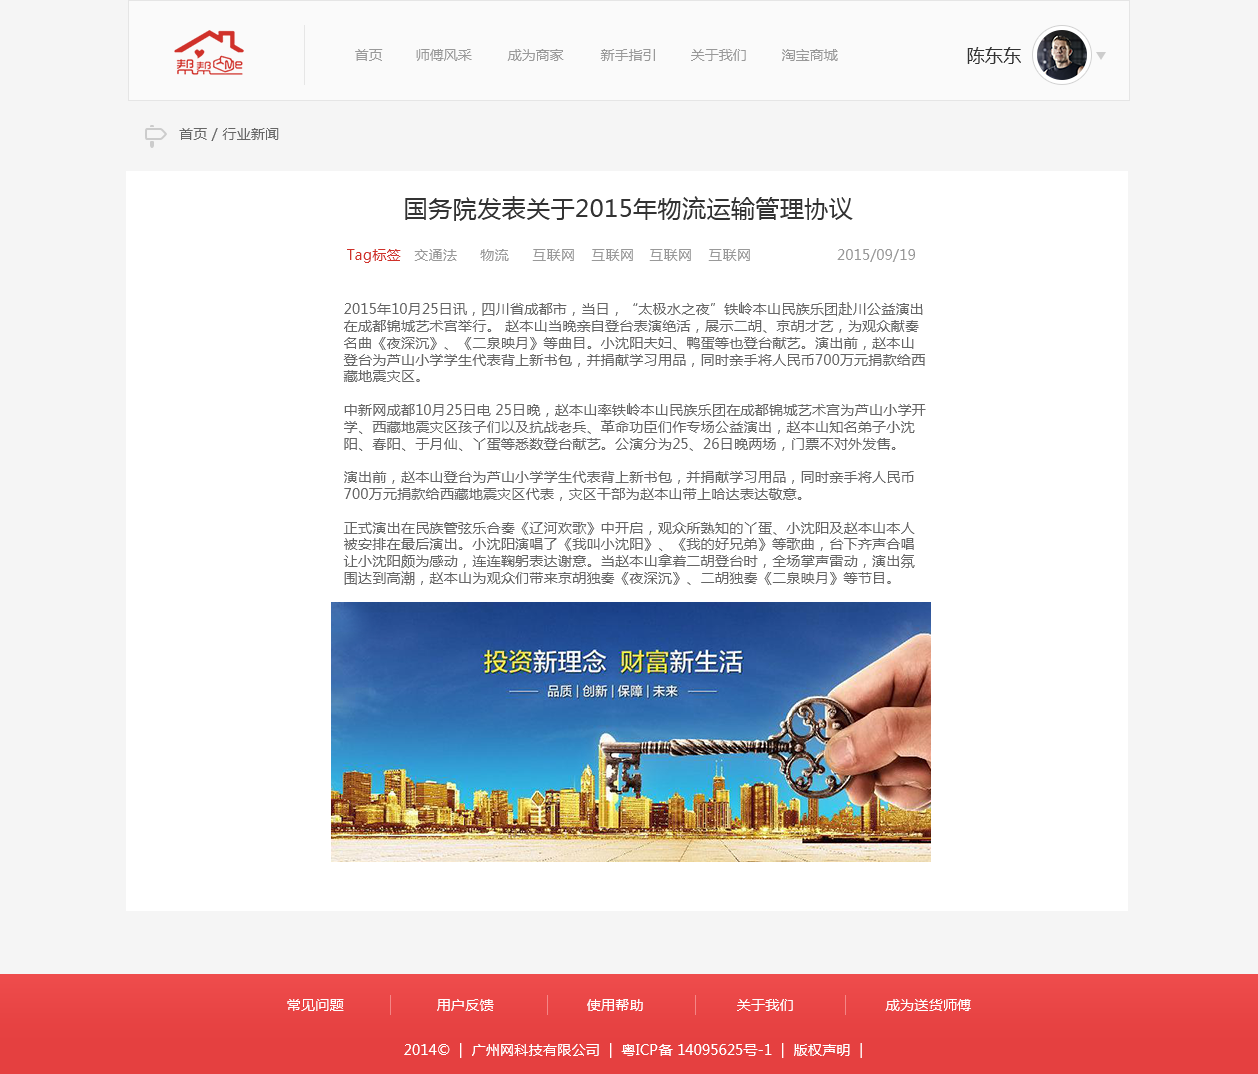 帮帮Me
首页 师傅风采 成为商家 新手指引 关于我们 淘宝商城 陈东东
首页 / 行业新闻
国务院发表关于2015年物流运输管理协议
Tag标签 交通法 物流 互联网 互联网 互联网 互联网 2015/09/19
2015年10月25日讯，四川省成都市，当日，“太极水之夜”铁岭本山民族乐团赴川公益演出
在成都锦城艺术宫举行。 赵本山当晚亲自登台表演绝活，展示二胡、京胡才艺，为观众献奏
名曲《夜深沉》、《二泉映月》等曲目。小沈阳夫妇、鸭蛋等也登台献艺。演出前，赵本山
登台为芦山小学学生代表背上新书包，并捐献学习用品，同时亲手将人民币700万元捐款给西
藏地震灾区。
中新网成都10月25日电 25日晚，赵本山率铁岭本山民族乐团在成都锦城艺术宫为芦山小学开
学、西藏地震灾区孩子们以及抗战老兵、革命功臣们作专场公益演出，赵本山知名弟子小沈
阳、春阳、于月仙、丫蛋等悉数登台献艺。公演分为25、26日晚两场，门票不对外发售。
演出前，赵本山登台为芦山小学学生代表背上新书包，并捐献学习用品，同时亲手将人民币
700万元捐款给西藏地震灾区代表，灾区干部为赵本山带上哈达表达敬意。
正式演出在民族管弦乐合奏《辽河欢歌》中开启，观众所熟知的丫蛋、小沈阳及赵本山本人
被安排在最后演出。小沈阳演唱了《我叫小沈阳》、《我的好兄弟》等歌曲，台下齐声合唱
让小沈阳颇为感动，连连鞠躬表达谢意。当赵本山拿着二胡登台时，全场掌声雷动，演出氛
围达到高潮，赵本山为观众们带来京胡独奏《夜深沉》、二胡独奏《二泉映月》等节目。
投资新理念 财富新生活
品质 | 创新 | 保障 | 未来
常见问题 用户反馈 使用帮助 关于我们 成为送货师傅
2014© | 广州网科技有限公司 | 粤ICP备 14095625号-1 | 版权声明 |